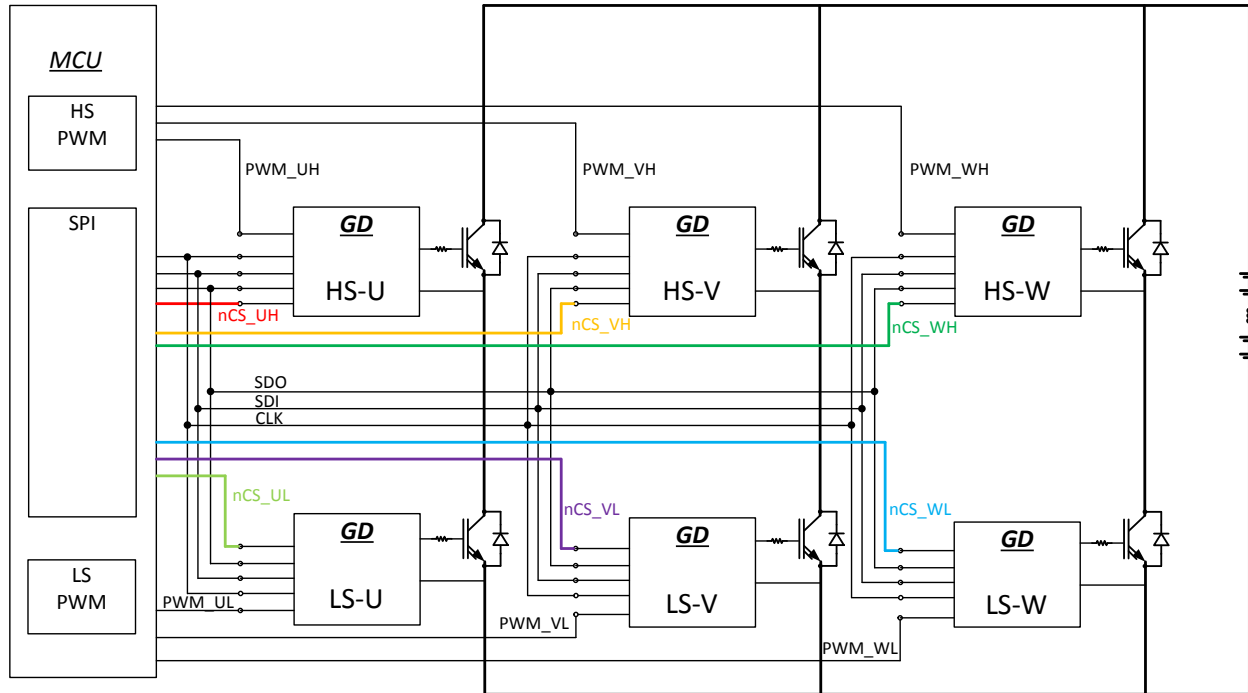 MCU
HS
PWM
SPI
LS
PWM
PWM_UH
PWM_VH
PWM_WH
GD
HS-U
GD
HS-V
GD
HS-W
nCS_UH
nCS_VH
nCS_WH
SDO
SDI
CLK
nCS_UL
nCS_VL
nCS_WL
GD
LS-U
GD
LS-V
GD
LS-W
PWM_UL
PWM_VL
PWM_WL